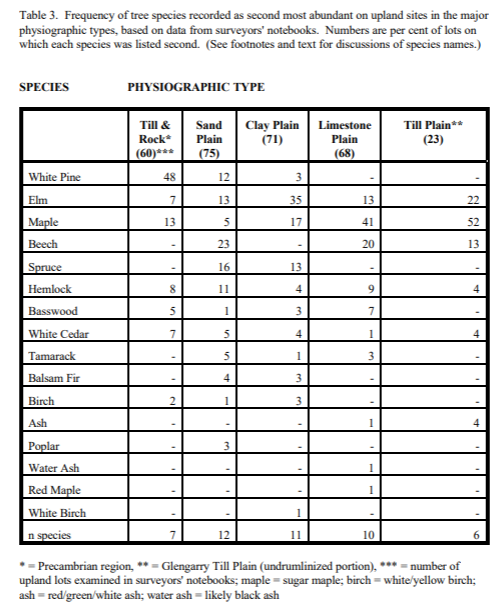 Table 3.  Frequency of tree species recorded as second most abundant on upland sites in the major
physiographic types, based on data from surveyors' notebooks.  Numbers are per cent of lots on
which each species was listed second.  (See footnotes and text for discussions of species names.)
SPECIES PHYSIOGRAPHIC TYPE
Till & Sand Clay Plain Limestone Till Plain**
Rock* Plain (71) Plain (23)
(60)*** (75) (68)
White Pine 48 12 3 - -
Elm 7 13 35 13 22
Maple 13 5 17 41 52
Beech - 23 - 20 13
Spruce - 16 13 - -
Hemlock 8 11 4 9 4
Basswood 5 1 3 7 -
White Cedar 7 5 4 1 4
Tamarack - 5 1 3 -
Balsam Fir - 4 3 - -
Birch 2 1 3 - -
Ash - - - 1 4
Poplar - 3 - - -
Water Ash - - - 1 -
Red Maple - - - 1 -
White Birch - - 1 - -
n species 7 12 11 10 6
* = Precambrian region, ** = Glengarry Till Plain (undrumlinized portion), *** = number of
upland lots examined in surveyors' notebooks; maple = sugar maple; birch = white/yellow birch;
ash = red/green/white ash; water ash = likely black ash